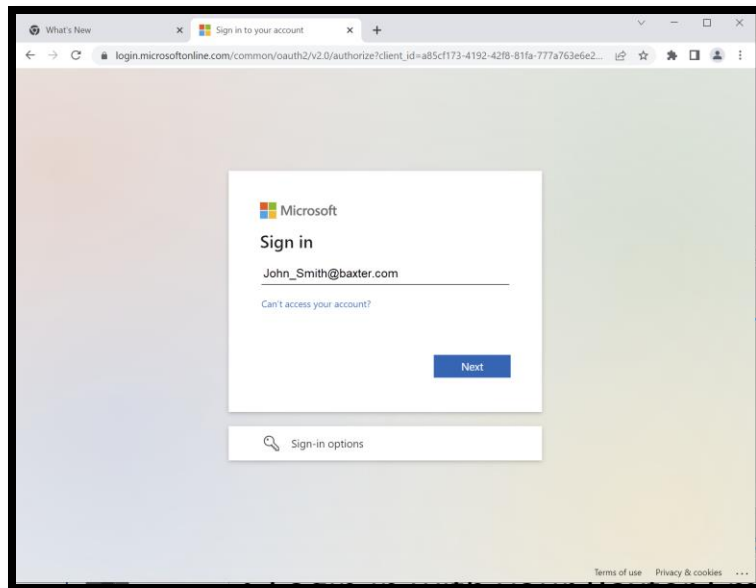 What's New
Sign in to your account
login.microsoftonline.com/common/oauth2/v2.0/authorize?client_id=a85cf173-4192-42f8-81fa-777a763e6e2...
Microsoft
Sign in
John_Smith@baxter.com
Can't access your account?
Next
Sign-in options
Terms of use Privacy & cookies ...